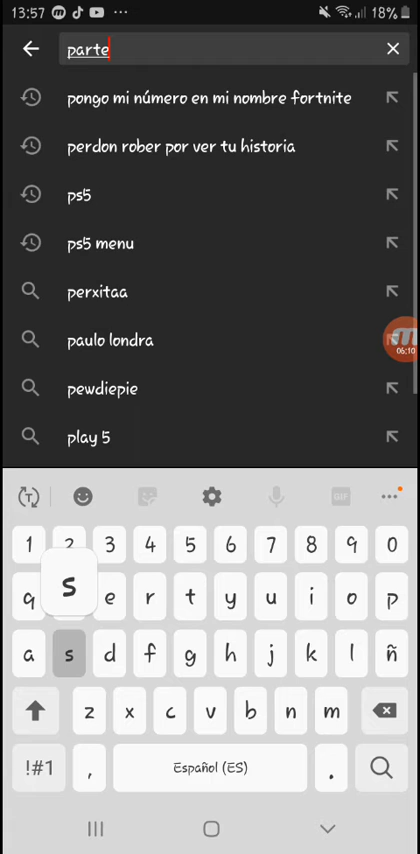 13:57 18%
parte
pongo mi número en mi nombre fortnite
perdon rober por ver tu historia
ps5
ps5 menu
perxitaa
06:10
paulo londra
pewdiepie
play 5
T GIF
1 2 3 4 5 6 7 8 9 0
s
q e r t y u i o p
a s d f g h j k l ñ
z x c v b n m
!#1 , Español (ES) .